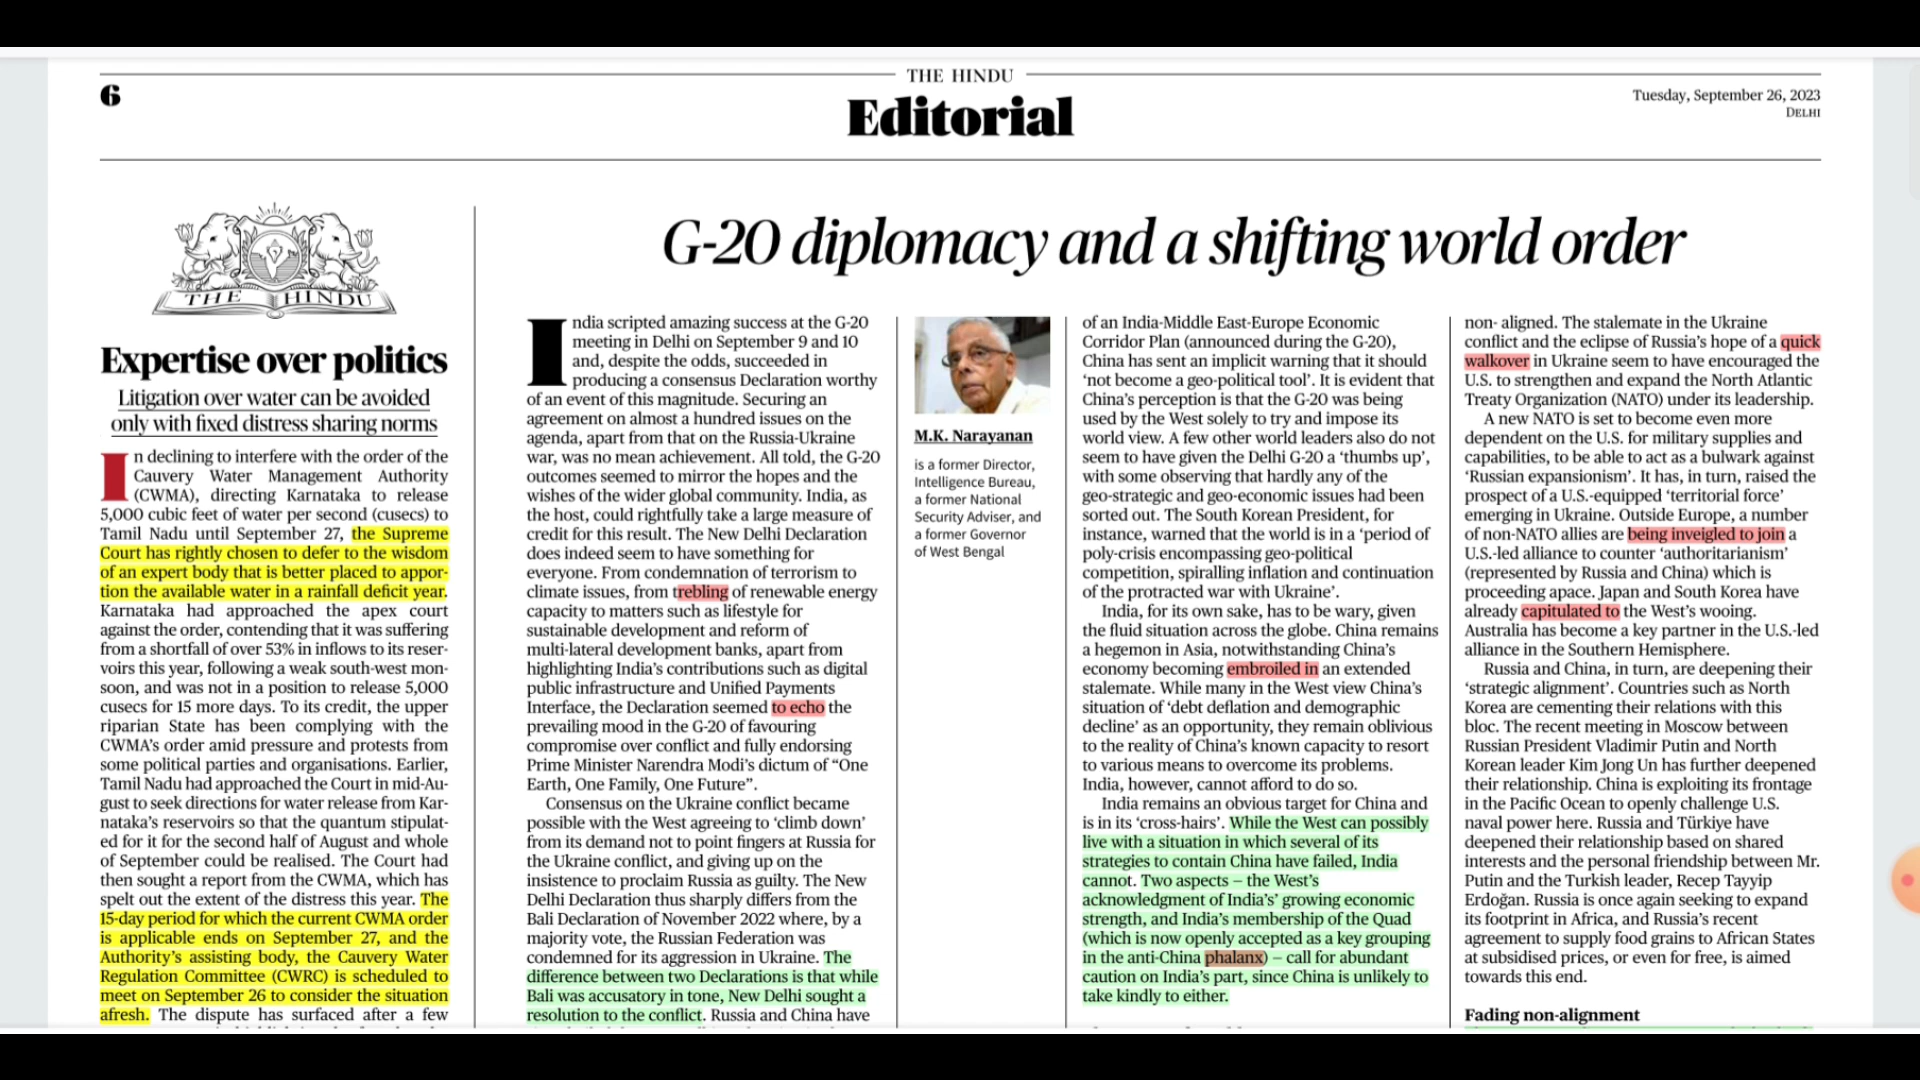 THE HINDU
6
Editorial
Tuesday, September 26, 2023
DELHI
THE HINDU
Expertise over politics
Litigation over water can be avoided
only with fixed distress sharing norms
In declining to interfere with the order of the
Cauvery Water Management Authority
(CWMA), directing Karnataka to release
5,000 cubic feet of water per second (cusecs) to
Tamil Nadu until September 27, the Supreme
Court has rightly chosen to defer to the wisdom
of an expert body that is better placed to appor-
tion the available water in a rainfall deficit year.
Karnataka had approached the apex court
against the order, contending that it was suffering
from a shortfall of over 53% in inflows to its reser-
voirs this year, following a weak south-west mon-
soon, and was not in a position to release 5,000
cusecs for 15 more days. To its credit, the upper
riparian State has been complying with the
CWMA's order amid pressure and protests from
some political parties and organisations. Earlier,
Tamil Nadu had approached the Court in mid-Au-
gust to seek directions for water release from Kar-
nataka's reservoirs so that the quantum stipulat-
ed for it for the second half of August and whole
of September could be realised. The Court had
then sought a report from the CWMA, which has
spelt out the extent of the distress this year. The
15-day period for which the current CWMA order
is applicable ends on September 27, and the
Authority's assisting body, the Cauvery Water
Regulation Committee (CWRC) is scheduled to
meet on September 26 to consider the situation
afresh. The dispute has surfaced after a few
G-20 diplomacy and a shifting world order
India scripted amazing success at the G-20
meeting in Delhi on September 9 and 10
and, despite the odds, succeeded in
producing a consensus Declaration worthy
of an event of this magnitude. Securing an
agreement on almost a hundred issues on the
agenda, apart from that on the Russia-Ukraine
war, was no mean achievement. All told, the G-20
outcomes seemed to mirror the hopes and the
wishes of the wider global community. India, as
the host, could rightfully take a large measure of
credit for this result. The New Delhi Declaration
does indeed seem to have something for
everyone. From condemnation of terrorism to
climate issues, from trebling of renewable energy
capacity to matters such as lifestyle for
sustainable development and reform of
multi-lateral development banks, apart from
highlighting India's contributions such as digital
public infrastructure and Unified Payments
Interface, the Declaration seemed to echo the
prevailing mood in the G-20 of favouring
compromise over conflict and fully endorsing
Prime Minister Narendra Modi's dictum of “One
Earth, One Family, One Future”.
Consensus on the Ukraine conflict became
possible with the West agreeing to ‘climb down’
from its demand not to point fingers at Russia for
the Ukraine conflict, and giving up on the
insistence to proclaim Russia as guilty. The New
Delhi Declaration thus sharply differs from the
Bali Declaration of November 2022 where, by a
majority vote, the Russian Federation was
condemned for its aggression in Ukraine. The
difference between two Declarations is that while
Bali was accusatory in tone, New Delhi sought a
resolution to the conflict. Russia and China have
M.K. Narayanan
is a former Director,
Intelligence Bureau,
a former National
Security Adviser, and
a former Governor
of West Bengal
of an India-Middle East-Europe Economic
Corridor Plan (announced during the G-20),
China has sent an implicit warning that it should
‘not become a geo-political tool’. It is evident that
China's perception is that the G-20 was being
used by the West solely to try and impose its
world view. A few other world leaders also do not
seem to have given the Delhi G-20 a ‘thumbs up’,
with some observing that hardly any of the
geo-strategic and geo-economic issues had been
sorted out. The South Korean President, for
instance, warned that the world is in a ‘period of
poly-crisis encompassing geo-political
competition, spiralling inflation and continuation
of the protracted war with Ukraine’.
India, for its own sake, has to be wary, given
the fluid situation across the globe. China remains
a hegemon in Asia, notwithstanding China's
economy becoming embroiled in an extended
stalemate. While many in the West view China's
situation of ‘debt deflation and demographic
decline’ as an opportunity, they remain oblivious
to the reality of China's known capacity to resort
to various means to overcome its problems.
India, however, cannot afford to do so.
India remains an obvious target for China and
is in its ‘cross-hairs’. While the West can possibly
live with a situation in which several of its
strategies to contain China have failed, India
cannot. Two aspects – the West's
acknowledgment of India's’ growing economic
strength, and India's membership of the Quad
(which is now openly accepted as a key grouping
in the anti-China phalanx) – call for abundant
caution on India's part, since China is unlikely to
take kindly to either.
non- aligned. The stalemate in the Ukraine
conflict and the eclipse of Russia's hope of a quick
walkover in Ukraine seem to have encouraged the
U.S. to strengthen and expand the North Atlantic
Treaty Organization (NATO) under its leadership.
A new NATO is set to become even more
dependent on the U.S. for military supplies and
capabilities, to be able to act as a bulwark against
‘Russian expansionism’. It has, in turn, raised the
prospect of a U.S.-equipped ‘territorial force’
emerging in Ukraine. Outside Europe, a number
of non-NATO allies are being inveigled to join a
U.S.-led alliance to counter ‘authoritarianism’
(represented by Russia and China) which is
proceeding apace. Japan and South Korea have
already capitulated to the West's wooing.
Australia has become a key partner in the U.S.-led
alliance in the Southern Hemisphere.
Russia and China, in turn, are deepening their
‘strategic alignment’. Countries such as North
Korea are cementing their relations with this
bloc. The recent meeting in Moscow between
Russian President Vladimir Putin and North
Korean leader Kim Jong Un has further deepened
their relationship. China is exploiting its frontage
in the Pacific Ocean to openly challenge U.S.
naval power here. Russia and Türkiye have
deepened their relationship based on shared
interests and the personal friendship between Mr.
Putin and the Turkish leader, Recep Tayyip
Erdoğan. Russia is once again seeking to expand
its footprint in Africa, and Russia's recent
agreement to supply food grains to African States
at subsidised prices, or even for free, is aimed
towards this end.
Fading non-alignment